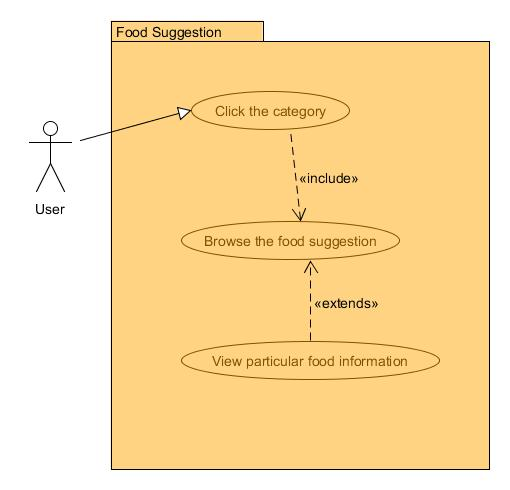 Food Suggestion
Click the category
«include»
User
Browse the food suggestion
«extends»
View particular food information